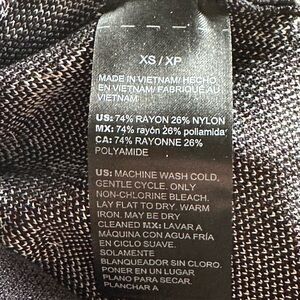 XS / XP
MADE IN VIETNAM/ HECHO
EN VIETNAM/ FABRIQUÉ AU
VIETNAM
US: 74% RAYON 26% NYLON
MX: 74% rayón 26% poliamida
CA: 74% RAYONNE 26%
POLYAMIDE
US: MACHINE WASH COLD,
GENTLE CYCLE. ONLY
NON-CHLORINE BLEACH.
LAY FLAT TO DRY. WARM
IRON. MAY BE DRY
CLEANED MX: LAVAR A
MÁQUINA CON AGUA FRÍA
EN CICLO SUAVE.
SOLAMENTE
BLANQUEADOR SIN CLORO.
PONER EN UN LUGAR
PLANO PARA SECAR.
PLANCHAR A